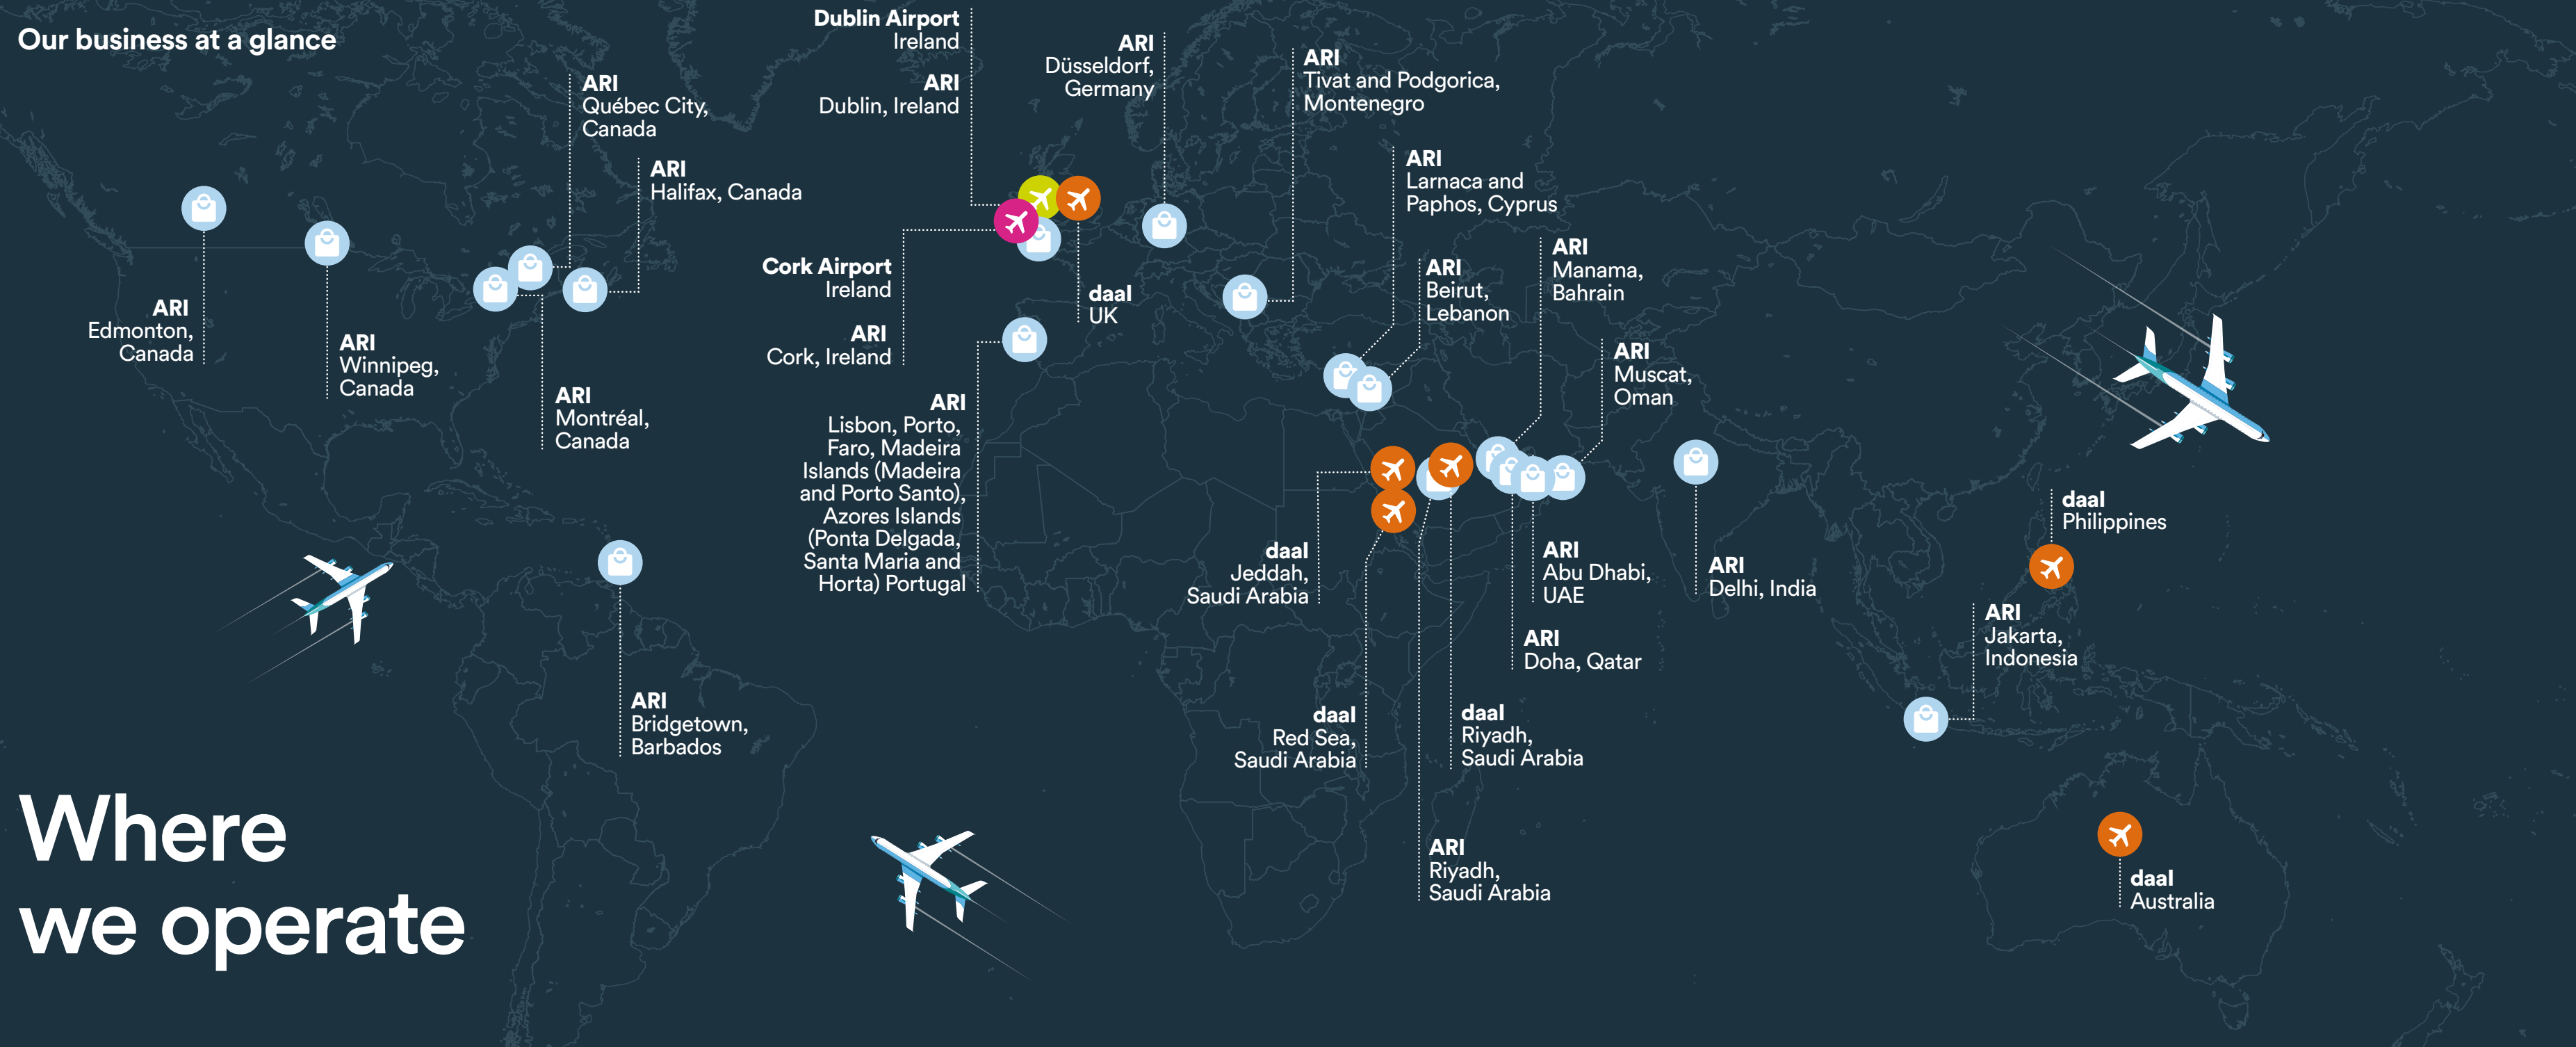 Our business at a glance
Dublin Airport
Ireland
ARI
Dublin, Ireland
ARI
Düsseldorf,
Germany
ARI
Tivat and Podgorica,
Montenegro
ARI
Québec City,
Canada
ARI
Halifax, Canada
ARI
Larnaca and
Paphos, Cyprus
ARI
Edmonton,
Canada
ARI
Winnipeg,
Canada
ARI
Montréal,
Canada
Cork Airport
Ireland
ARI
Cork, Ireland
daal
UK
ARI
Beirut,
Lebanon
ARI
Manama,
Bahrain
ARI
Muscat,
Oman
ARI
Lisbon, Porto,
Faro, Madeira
Islands (Madeira
and Porto Santo),
Azores Islands
(Ponta Delgada,
Santa Maria and
Horta) Portugal
daal
Jeddah,
Saudi Arabia
ARI
Abu Dhabi,
UAE
ARI
Doha, Qatar
ARI
Delhi, India
daal
Philippines
ARI
Jakarta,
Indonesia
ARI
Bridgetown,
Barbados
daal
Red Sea,
Saudi Arabia
daal
Riyadh,
Saudi Arabia
ARI
Riyadh,
Saudi Arabia
daal
Australia
Where
we operate